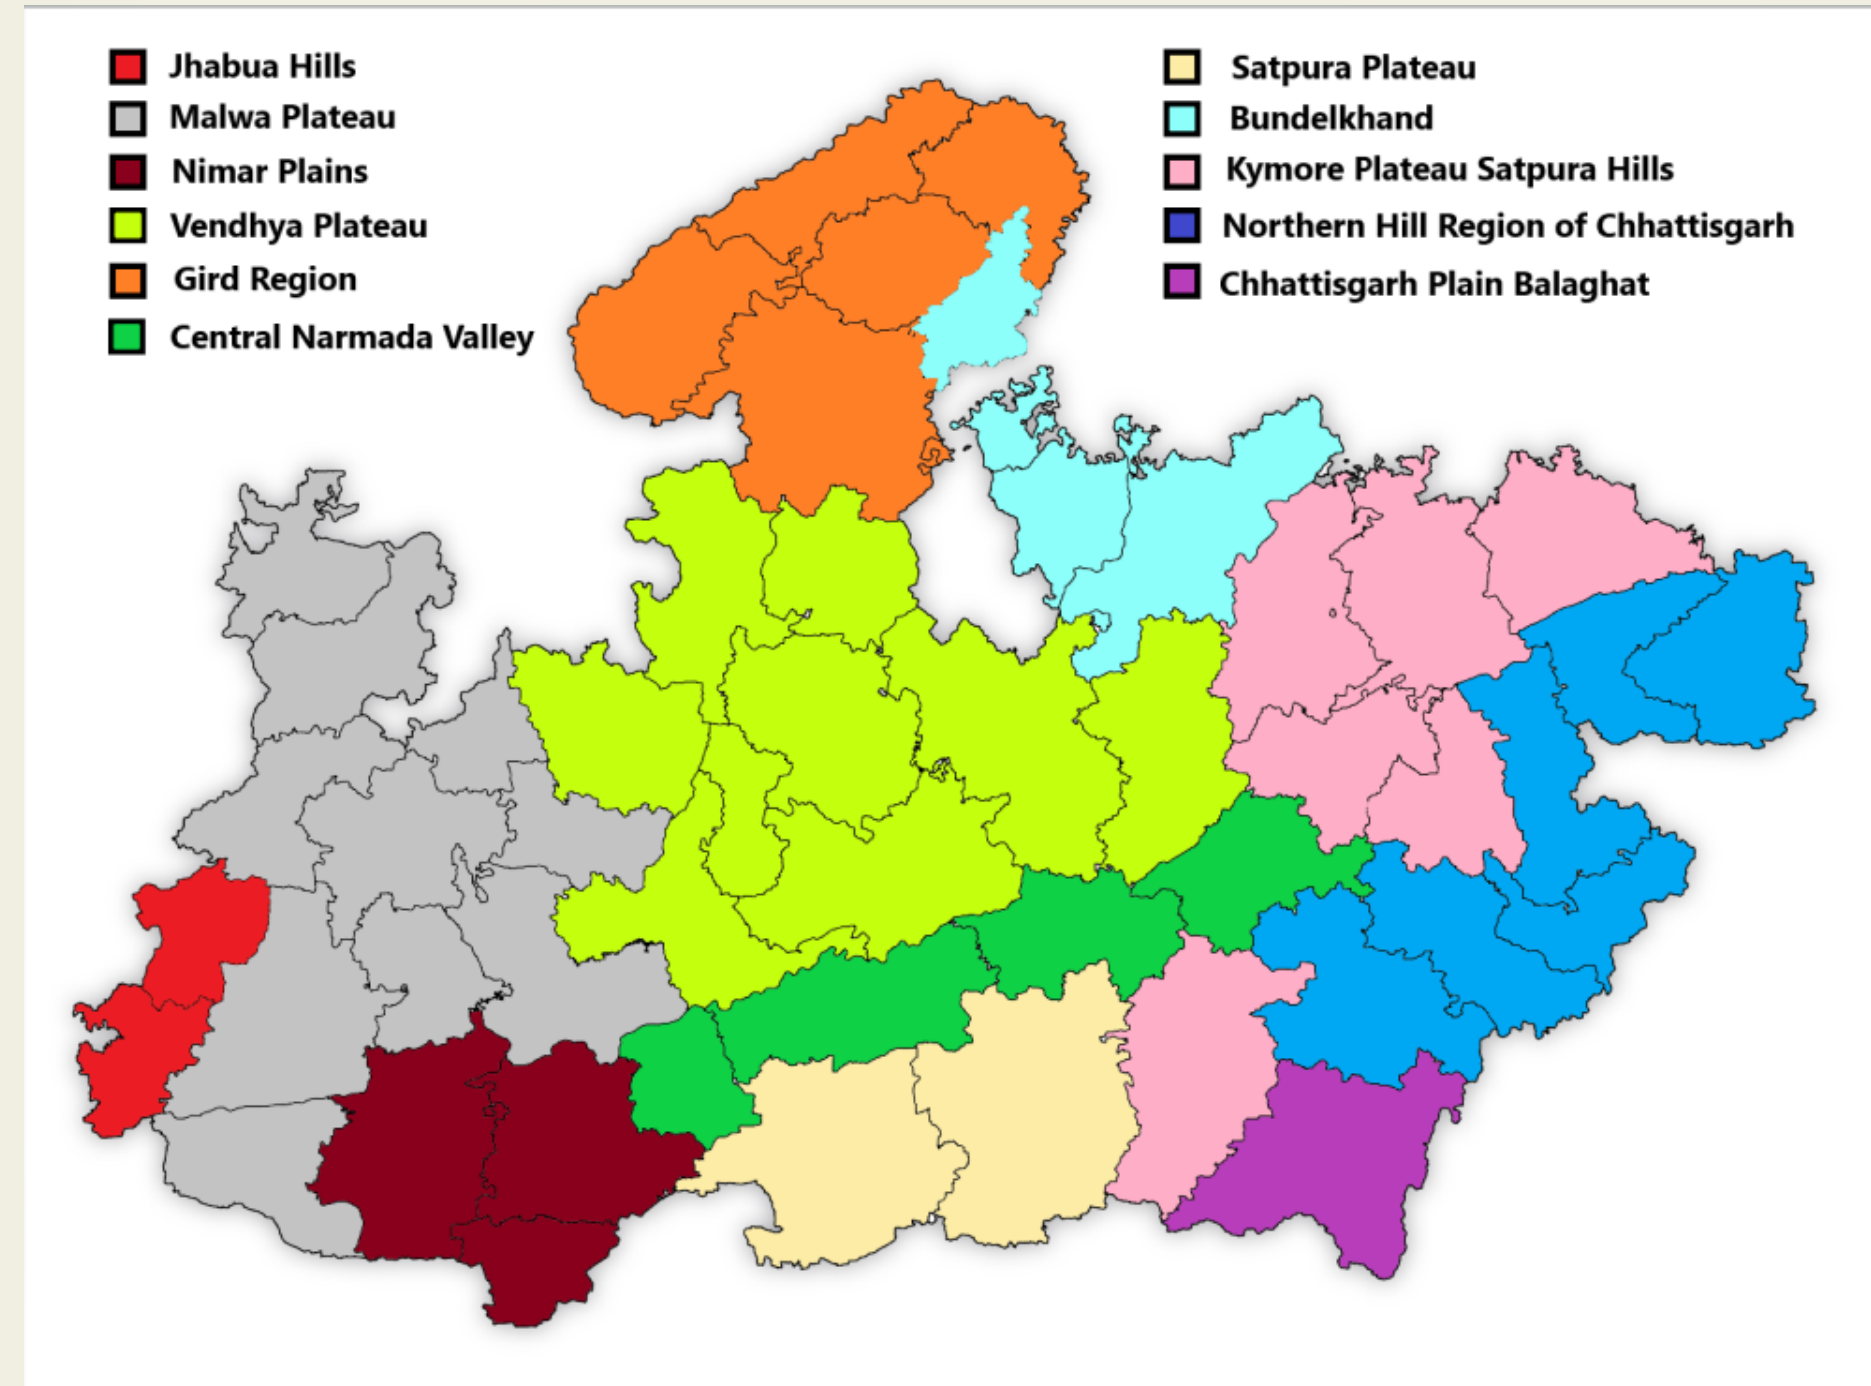 Jhabua Hills
Malwa Plateau
Nimar Plains
Vendhya Plateau
Gird Region
Central Narmada Valley
Satpura Plateau
Bundelkhand
Kymore Plateau Satpura Hills
Northern Hill Region of Chhattisgarh
Chhattisgarh Plain Balaghat